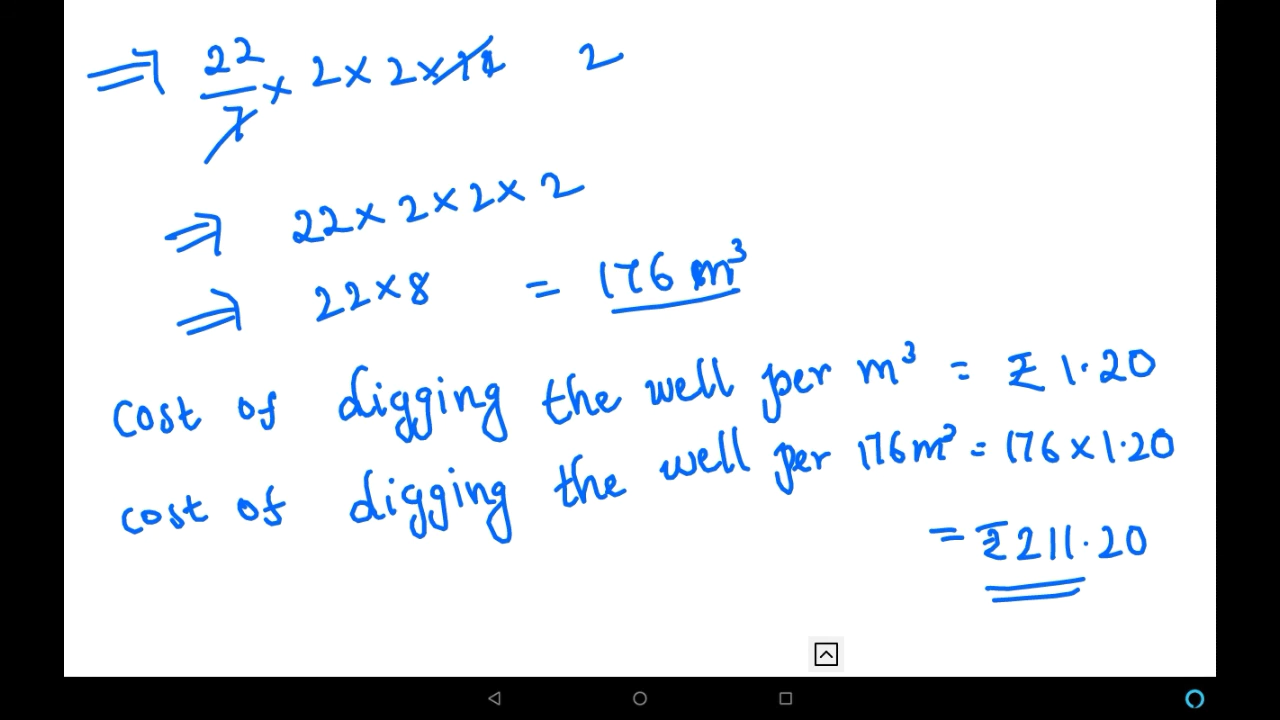 ⇒ 22/7 × 2 × 2 × 14 2
⇒ 22 × 2 × 2 × 2
⇒ 22 × 8 = 176 m³
cost of digging the well per m³ = ₹ 1.20
cost of digging the well per 176 m³ = 176 × 1.20
= ₹ 211.20